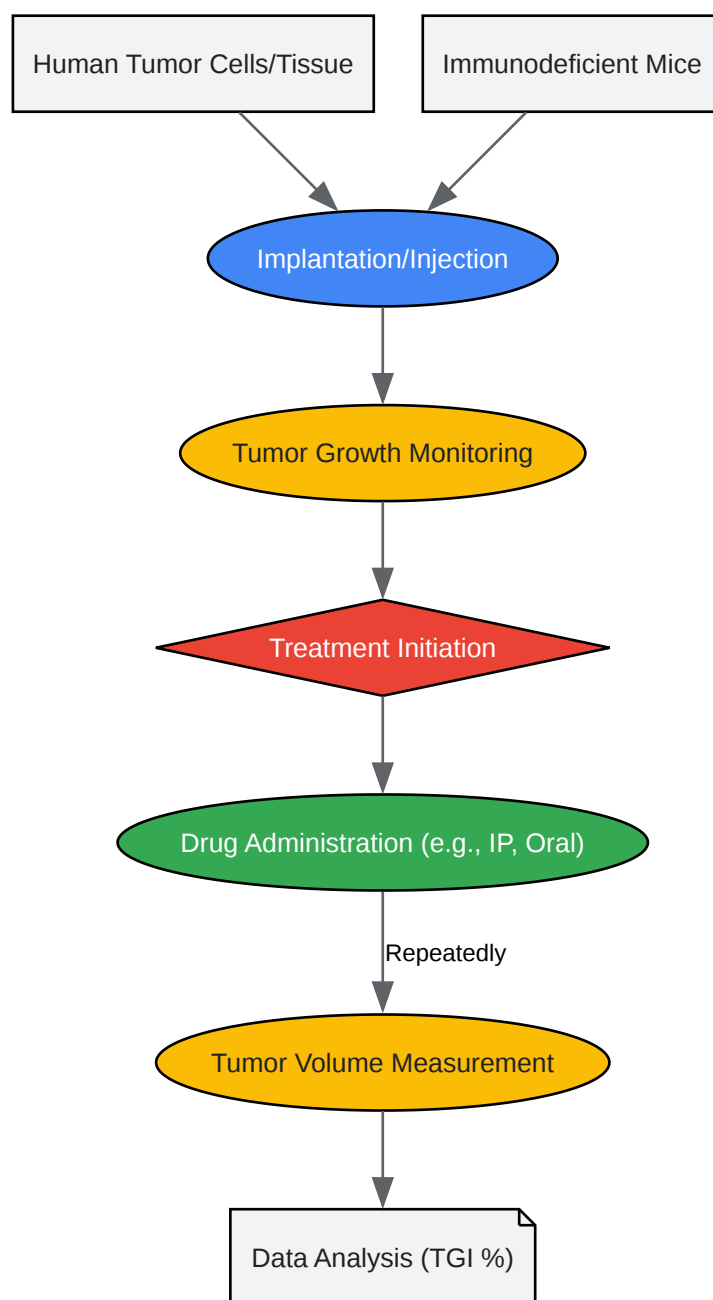 Human Tumor Cells/Tissue
Immunodeficient Mice
Implantation/Injection
Tumor Growth Monitoring
Treatment Initiation
Drug Administration (e.g., IP, Oral)
Repeatedly
Tumor Volume Measurement
Data Analysis (TGI %)